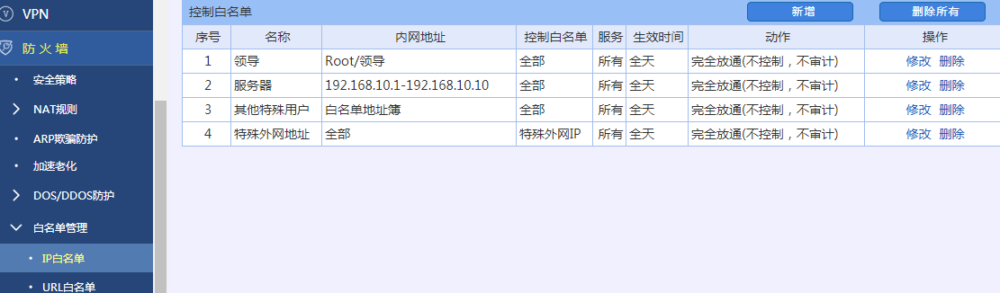 VPN
防火墙
安全策略
NAT规则
ARP欺骗防护
加速老化
DOS/DDOS防护
白名单管理
IP白名单
URL白名单
控制白名单 新增 删除所有
序号 名称 内网地址 控制白名单 服务 生效时间 动作 操作
1 领导 Root/领导 全部 所有 全天 完全放通(不控制，不审计) 修改 删除
2 服务器 192.168.10.1-192.168.10.10 全部 所有 全天 完全放通(不控制，不审计) 修改 删除
3 其他特殊用户 白名单地址簿 全部 所有 全天 完全放通(不控制，不审计) 修改 删除
4 特殊外网地址 全部 特殊外网IP 所有 全天 完全放通(不控制，不审计) 修改 删除